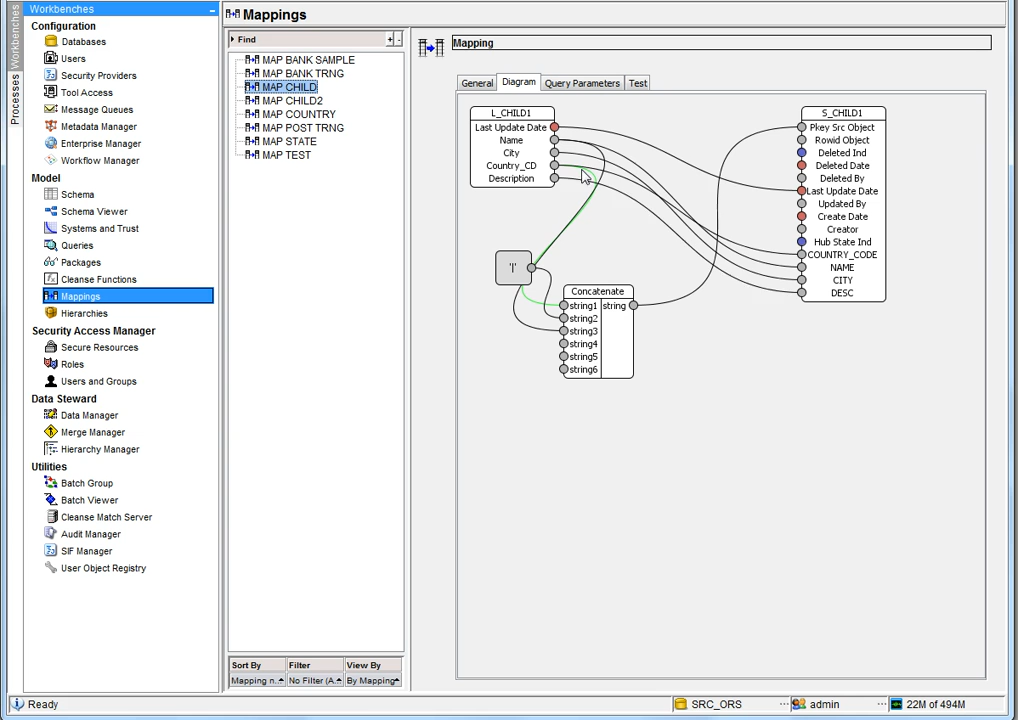 Workbenches
Processes
Workbenches
Configuration
Databases
Users
Security Providers
Tool Access
Message Queues
Metadata Manager
Enterprise Manager
Workflow Manager
Model
Schema
Schema Viewer
Systems and Trust
Queries
Packages
Cleanse Functions
Mappings
Hierarchies
Security Access Manager
Secure Resources
Roles
Users and Groups
Data Steward
Data Manager
Merge Manager
Hierarchy Manager
Utilities
Batch Group
Batch Viewer
Cleanse Match Server
Audit Manager
SIF Manager
User Object Registry
Mappings
Find
+ -
MAP BANK SAMPLE
MAP BANK TRNG
MAP CHILD
MAP CHILD2
MAP COUNTRY
MAP POST TRNG
MAP STATE
MAP TEST
Sort By Filter View By
Mapping n... No Filter (A... By Mapping
Mapping
General Diagram Query Parameters Test
L_CHILD1
Last Update Date
Name
City
Country_CD
Description
'|'
Concatenate
string1 string
string2
string3
string4
string5
string6
S_CHILD1
Pkey Src Object
Rowid Object
Deleted Ind
Deleted Date
Deleted By
Last Update Date
Updated By
Create Date
Creator
Hub State Ind
COUNTRY_CODE
NAME
CITY
DESC
Ready SRC_ORS ... admin ... 22M of 494M